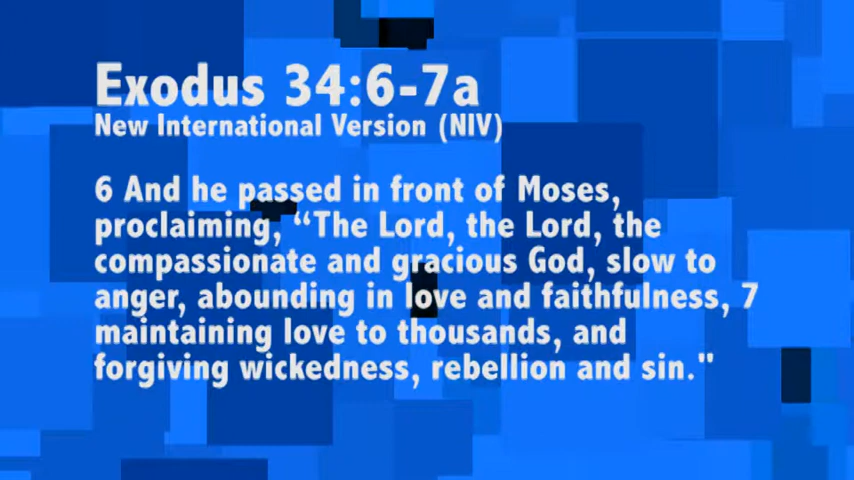 Exodus 34:6-7a
New International Version (NIV)
6 And he passed in front of Moses,
proclaiming, “The Lord, the Lord, the
compassionate and gracious God, slow to
anger, abounding in love and faithfulness, 7
maintaining love to thousands, and
forgiving wickedness, rebellion and sin."